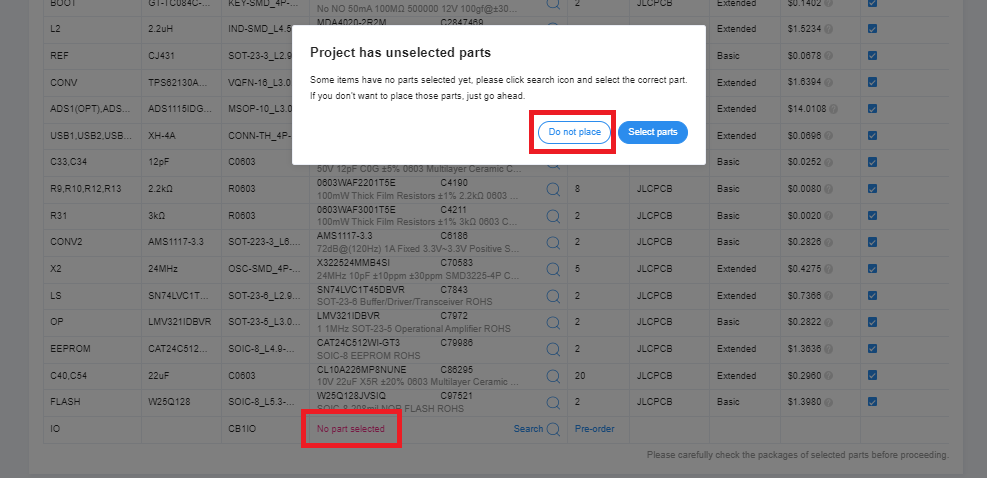 BOOT GT-TC084C-... KEY-SMD_4P-... No NO 50mA 100MΩ 500000 12V 100gf@±30... 2 JLCPCB Extended $0.1402
L2 2.2uH IND-SMD_L4.5 MDA4020-2R2M C2847469 Extended $1.5234
REF CJ431 SOT-23-3_L2.9... Basic $0.0678
CONV TPS62130A... VQFN-16_L3.0 Extended $1.6394
ADS1(OPT),ADS... ADS1115IDG... MSOP-10_L3.0 Extended $14.0108
USB1,USB2,USB... XH-4A CONN-TH_4P-... Extended $0.0696
Project has unselected parts
Some items have no parts selected yet, please click search icon and select the correct part.
If you don't want to place those parts, just go ahead.
Do not place Select parts
C33,C34 12pF C0603 Basic $0.0252
50V 12pF C0G ±5% 0603 Multilayer Ceramic C...
R9,R10,R12,R13 2.2kΩ R0603 0603WAF2201T5E C4190 8 JLCPCB Basic $0.0080
100mW Thick Film Resistors ±1% 2.2kΩ 0603 ...
R31 3kΩ R0603 0603WAF3001T5E C4211 2 JLCPCB Basic $0.0020
100mW Thick Film Resistors ±1% 3kΩ 0603 C...
CONV2 AMS1117-3.3 SOT-223-3_L6.... AMS1117-3.3 C6186 2 JLCPCB Basic $0.2826
72dB@(120Hz) 1A Fixed 3.3V~3.3V Positive S...
X2 24MHz OSC-SMD_4P-... X322524MMB4SI C70583 5 JLCPCB Extended $0.4275
24MHz 10pF ±10ppm ±30ppm SMD3225-4P C...
LS SN74LVC1T... SOT-23-6_L2.9... SN74LVC1T45DBVR C7843 2 JLCPCB Extended $0.7366
SOT-23-6 Buffer/Driver/Transceiver ROHS
OP LMV321IDBVR SOT-23-5_L3.0... LMV321IDBVR C7972 2 JLCPCB Basic $0.2822
1 1MHz SOT-23-5 Operational Amplifier ROHS
EEPROM CAT24C512... SOIC-8_L4.9-... CAT24C512WI-GT3 C79986 2 JLCPCB Extended $1.3636
SOIC-8 EEPROM ROHS
C40,C54 22uF C0603 CL10A226MP8NUNE C86295 20 JLCPCB Extended $0.2960
10V 22uF X5R ±20% 0603 Multilayer Ceramic ...
FLASH W25Q128 SOIC-8_L5.3-... W25Q128JVSIQ C97521 2 JLCPCB Basic $1.3980
SOIC-8-208mil NOR FLASH ROHS
IO CB1IO No part selected Search Pre-order
Please carefully check the packages of selected parts before proceeding.